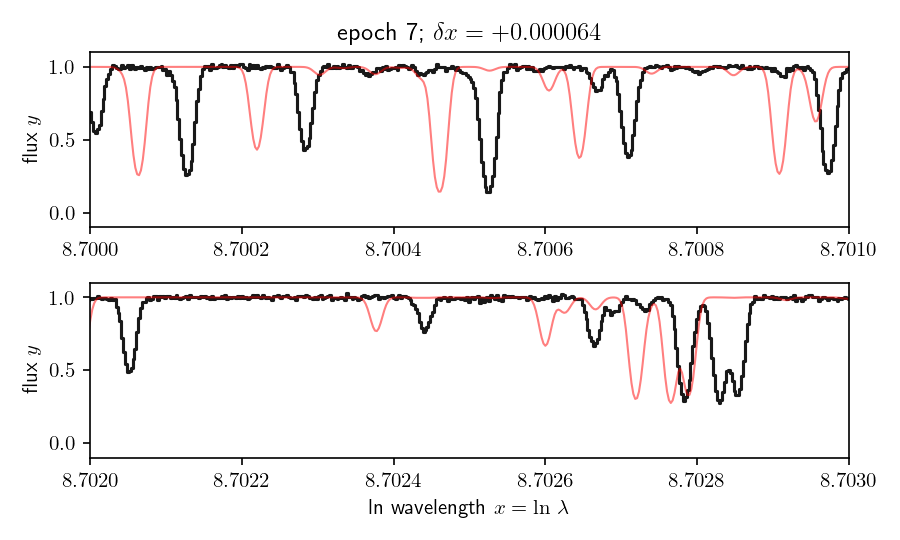 epoch 7; δx = +0.000064
flux y
1.0
0.5
0.0
8.7000 8.7002 8.7004 8.7006 8.7008 8.7010
flux y
1.0
0.5
0.0
8.7020 8.7022 8.7024 8.7026 8.7028 8.7030
ln wavelength x = ln λ